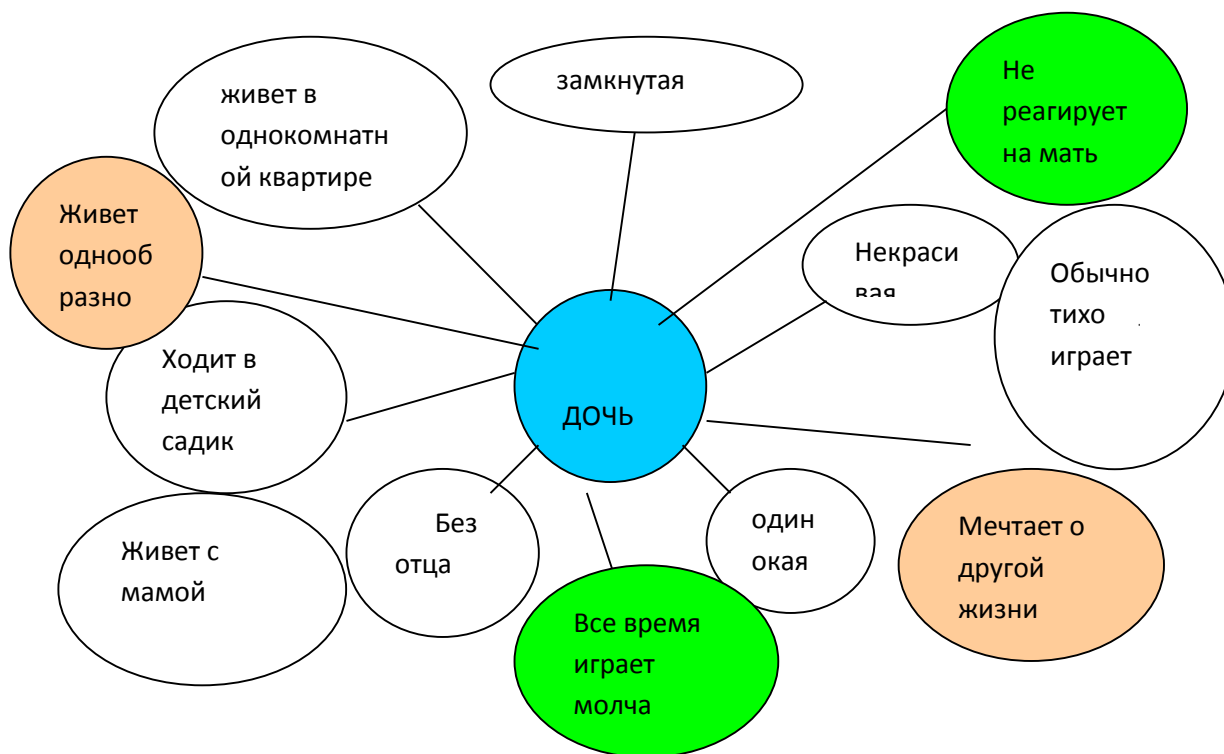 живет в
однокомнатн
ой квартире
замкнутая
Не
реагирует
на мать
Живет
однооб
разно
Некраси
вая
Обычно
тихо
играет
Ходит в
детский
садик
ДОЧЬ
Живет с
мамой
Без
отца
один
окая
Мечтает о
другой
жизни
Все время
играет
молча